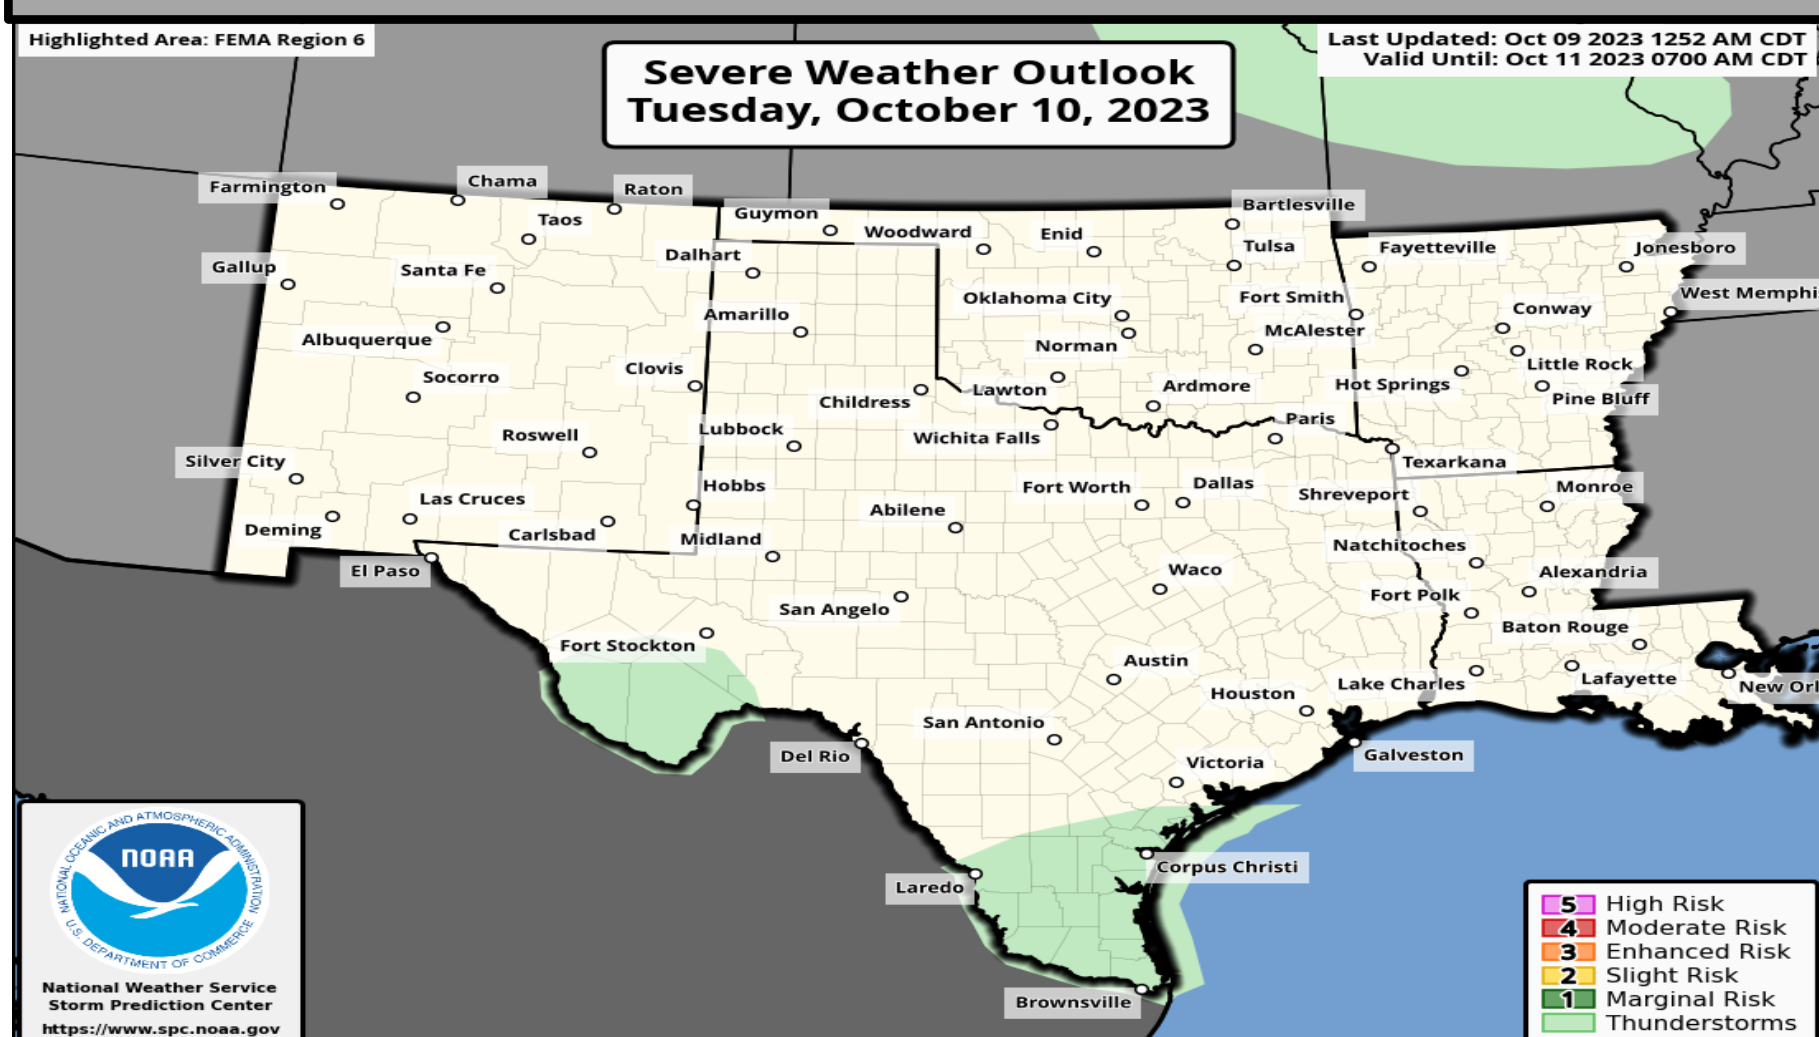 Highlighted Area: FEMA Region 6
Severe Weather Outlook
Tuesday, October 10, 2023
Last Updated: Oct 09 2023 1252 AM CDT
Valid Until: Oct 11 2023 0700 AM CDT
Farmington
Chama
Raton
Taos
Guymon
Woodward
Enid
Bartlesville
Tulsa
Fayetteville
Jonesboro
Gallup
Santa Fe
Dalhart
Oklahoma City
Fort Smith
West Memphi
Albuquerque
Amarillo
Norman
McAlester
Conway
Little Rock
Socorro
Clovis
Childress
Lawton
Ardmore
Hot Springs
Pine Bluff
Roswell
Lubbock
Wichita Falls
Paris
Texarkana
Silver City
Las Cruces
Hobbs
Fort Worth
Dallas
Shreveport
Monroe
Deming
Carlsbad
Midland
Abilene
Natchitoches
El Paso
Waco
Alexandria
San Angelo
Fort Polk
Fort Stockton
Baton Rouge
Austin
Houston
Lake Charles
Lafayette
New Orl
San Antonio
Del Rio
Victoria
Galveston
Laredo
Corpus Christi
Brownsville
NATIONAL OCEANIC AND ATMOSPHERIC ADMINISTRATION
NOAA
U.S. DEPARTMENT OF COMMERCE
National Weather Service
Storm Prediction Center
https://www.spc.noaa.gov
5 High Risk
4 Moderate Risk
3 Enhanced Risk
2 Slight Risk
1 Marginal Risk
Thunderstorms